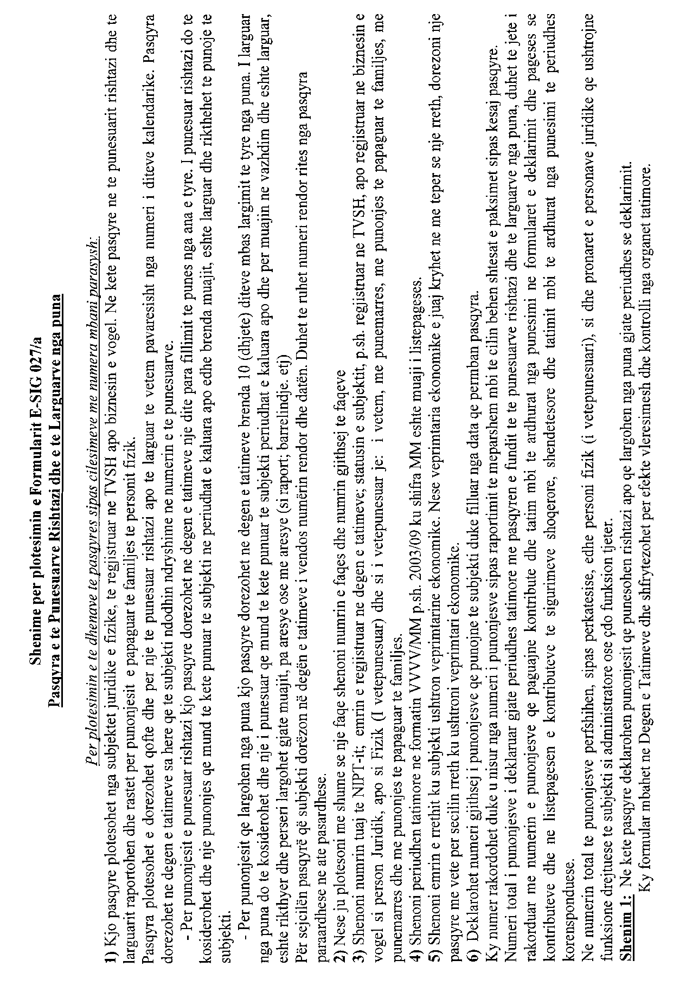 Shenime per plotesimin e Formularit E-SIG 027/a
Pasqyra e te Punesuarve Rishtazi dhe e te Larguarve nga puna
Per plotesimin e te dhenave te pasqyres sipas cilesimeve me numera mbani parasysh:
1) Kjo pasqyre plotesohet nga subjektet juridike e fizike, te regjistruar ne TVSH apo biznesin e vogel. Ne kete pasqyre ne te punesuarit rishtazi dhe te
larguarit raportohen dhe rastet per punonjesit e papaguar te familjes te personit fizik.
Pasqyra plotesohet e dorezohet qofte dhe per nje te punesuar rishtazi apo te larguar te vetem pavaresisht nga numeri i diteve kalendarike. Pasqyra
dorezohet ne degen e tatimeve sa here qe te subjekti ndodhin ndryshime ne numerin e te punesuarve.
- Per punonjesit e punesuar rishtazi kjo pasqyre dorezohet ne degen e tatimeve nje dite para fillimit te punes nga ana e tyre. I punesuar rishtazi do te
kosiderohet dhe nje punonjes qe mund te kete punuar te subjekti ne periudhat e kaluara apo edhe brenda muajit, eshte larguar dhe rikthehet te punoje te
subjekti.
- Per punonjesit qe largohen nga puna kjo pasqyre dorezohet ne degen e tatimeve brenda 10 (dhjete) diteve mbas largimit te tyre nga puna. I larguar
nga puna do te kosiderohet dhe nje i punesuar qe mund te kete punuar te subjekti periudhat e kaluara apo dhe per muajin ne vazhdim dhe eshte larguar,
eshte rikthyer dhe perseri largohet gjate muajit, pa aresye ose me aresye (si raport; barrelindje. etj)
Për sejcilën pasqyrë që subjekti dorëzon në degën e tatimeve i vendos numërin rendor dhe datën. Duhet te ruhet numeri rendor rites nga pasqyra
paraardhese ne ate pasardhese.
2) Nese ju plotesoni me shume se nje faqe shenoni numrin e faqes dhe numrin gjithsej te faqeve
3) Shenoni numrin tuaj te NIPT-it; emrin e regjistruar ne degen e tatimeve; statusin e subjektit, p.sh. regjistruar ne TVSH, apo regjistruar ne biznesin e
vogel si person Juridik, apo si Fizik (I vetepunesuar) dhe si i vetepunesuar je: i vetem, me punemarres, me punonjes te papaguar te familjes, me
punemarres dhe me punonjes te papaguar te familjes.
4) Shenoni periudhen tatimore ne formatin VVVV/MM p.sh. 2003/09 ku shifra MM eshte muaji i listepageses.
5) Shenoni emrin e rrethit ku subjekti ushtron veprimtarine ekonomike. Nese veprimtaria ekonomike e juaj kryhet ne me teper se nje rreth, dorezoni nje
pasqyre me vete per secilin rreth ku ushtroni veprimtari ekonomike.
6) Deklarohet numeri gjithsej i punonjesve qe punojne te subjekti duke filluar nga data qe permban pasqyra.
Ky numer rakordohet duke u nisur nga numeri i punonjesve sipas raportimit te meparshem mbi te cilin behen shtesat e paksimet sipas kesaj pasqyre.
Numeri total i punonjesve i deklaruar gjate periudhes tatimore me pasqyren e fundit te te punesuarve rishtazi dhe te larguarve nga puna, duhet te jete i
rakorduar me numerin e punonjesve qe paguajne kontribute dhe tatim mbi te ardhurat nga punesimi ne formularet e deklarimit dhe pageses se
kontributeve dhe ne listepagesen e kontributeve te sigurimeve shoqerore, shendetesore dhe tatimit mbi te ardhurat nga punesimi te periudhes
korensponduese.
Ne numerin total te punonjesve perfshihen, sipas perkatesise, edhe personi fizik (i vetepunesuari), si dhe pronaret e personave juridike qe ushtrojne
funksione drejtuese te subjekti si administratore ose çdo funksion tjeter.
Shenim 1: Ne kete pasqyre deklarohen punonjesit qe punesohen rishtazi apo qe largohen nga puna gjate periudhes se deklarimit.
Ky formular mbahet ne Degen e Tatimeve dhe shfrytezohet per efekte vleresimesh dhe kontrolli nga organet tatimore.